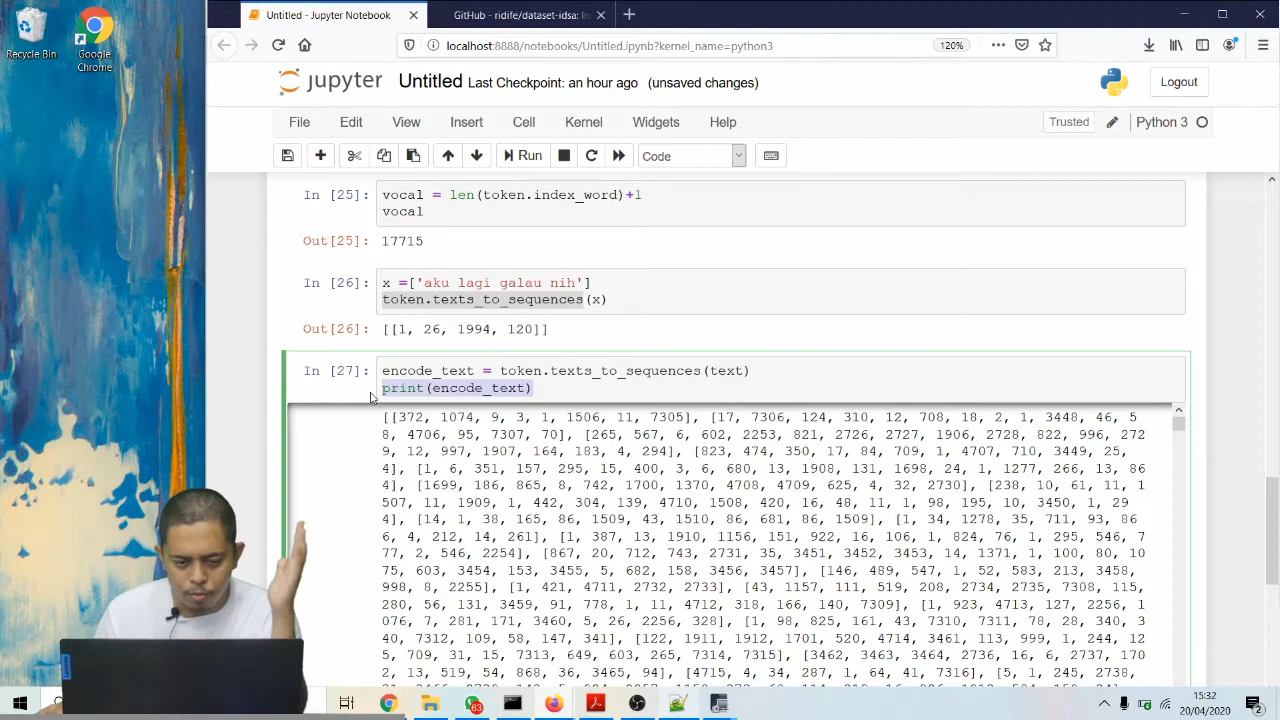 Recycle Bin
Google
Chrome
Untitled - Jupyter Notebook
GitHub - ridife/dataset-idsa: In
localhost:8888/notebooks/Untitled.ipynb?kernel_name=python3
120%
jupyter Untitled Last Checkpoint: an hour ago (unsaved changes)
Logout
File Edit View Insert Cell Kernel Widgets Help
Trusted
Python 3
Run
Code
In [25]: vocal = len(token.index_word)+1
vocal
Out[25]: 17715
In [26]: x =['aku lagi galau nih']
token.texts_to_sequences(x)
Out[26]: [[1, 26, 1994, 120]]
In [27]: encode_text = token.texts_to_sequences(text)
print(encode_text)
[[372, 1074, 9, 3, 1, 1506, 11, 7305], [17, 7306, 124, 310, 12, 708, 18, 2, 1, 3448, 46, 5
8, 4706, 95, 7307, 70], [265, 567, 6, 602, 2253, 821, 2726, 2727, 1906, 2728, 822, 996, 272
9, 12, 997, 1907, 164, 183, 4, 294], [823, 474, 350, 17, 84, 709, 1, 4707, 710, 3449, 25,
4], [1, 6, 351, 157, 295, 15, 400, 3, 6, 680, 13, 1908, 131, 1698, 24, 1, 1277, 266, 13, 86
4], [1699, 186, 865, 8, 742, 1700, 1370, 4708, 4709, 625, 4, 32, 2730], [238, 10, 61, 11, 1
507, 11, 1909, 1, 442, 304, 139, 4710, 1508, 420, 16, 48, 11, 1, 98, 195, 10, 3450, 1, 29
4], [14, 1, 38, 165, 86, 1509, 43, 1510, 86, 681, 86, 1509], [1, 34, 1278, 35, 711, 93, 86
6, 4, 212, 14, 261], [1, 387, 13, 1910, 1156, 151, 922, 16, 106, 1, 824, 76, 1, 295, 546, 7
77, 2, 546, 2254], [867, 20, 712, 743, 2731, 35, 3451, 3452, 3453, 14, 1371, 1, 100, 80, 10
75, 603, 3454, 153, 3455, 5, 682, 158, 3456, 3457], [146, 489, 547, 1, 52, 583, 213, 3458,
998, 8, 2255], [1, 421, 4711, 2732, 2733], [43, 1157, 111, 519, 208, 2734, 2735, 7308, 115,
280, 56, 131, 3459, 91, 778, 1, 11, 4712, 318, 166, 140, 7309], [1, 923, 4713, 127, 2256, 1
076, 7, 281, 171, 3460, 5, 26, 2256, 328], [1, 98, 825, 161, 43, 7310, 7311, 78, 28, 340, 3
40, 7312, 109, 58, 147, 341], [122, 1911, 1912, 1701, 520, 4714, 3461, 113, 999, 1, 244, 12
5, 709, 31, 15, 7313, 649, 603, 265, 7314, 7315], [3462, 3463, 3464, 2736, 16, 6, 2737, 170
2, 13, 519, 54, 868, 36, 3465, 94], [4715, 4, 34, 287, 1, 64, 41, 7316], [5, 1, 245, 2738,
63
15:32
20/04/2020
2